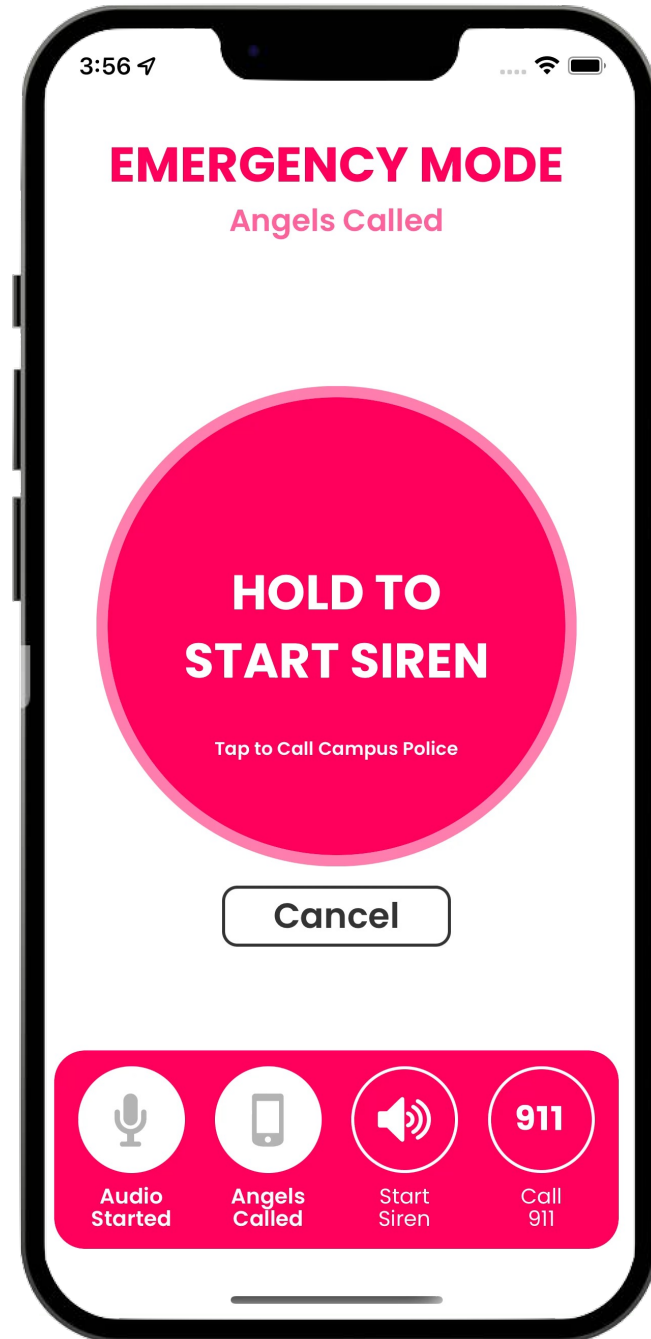 3:56
EMERGENCY MODE
Angels Called
HOLD TO
START SIREN
Tap to Call Campus Police
Cancel
911
Audio
Started
Angels
Called
Start
Siren
Call
911